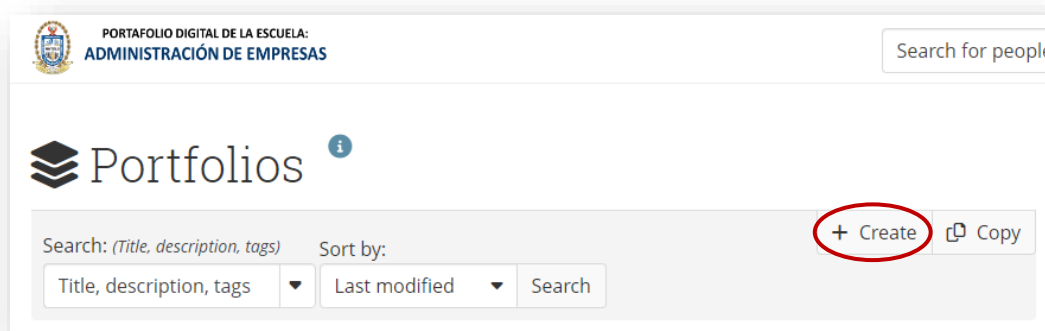 PORTAFOLIO DIGITAL DE LA ESCUELA:
ADMINISTRACIÓN DE EMPRESAS
Search for people
Portfolios
+ Create
Copy
Search: (Title, description, tags)
Sort by:
Title, description, tags
Last modified
Search